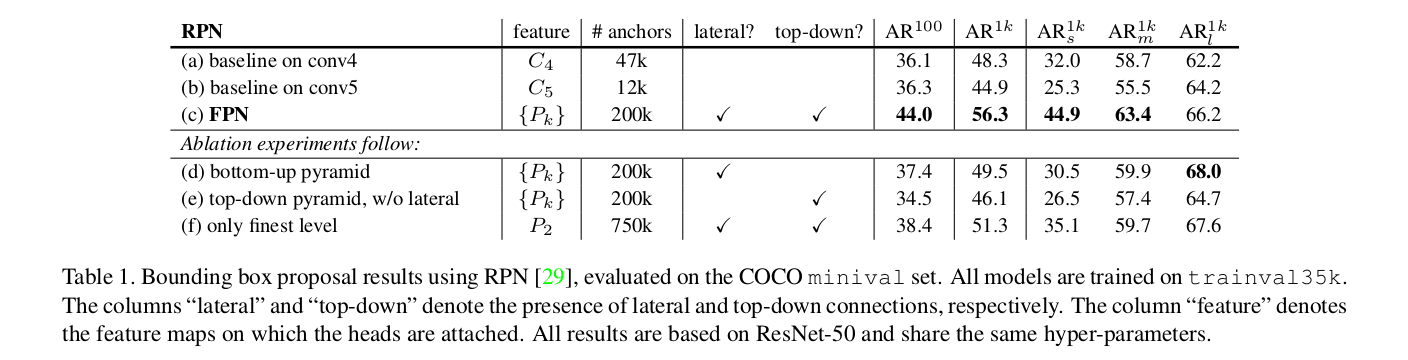 RPN feature # anchors lateral? top-down? AR^100 AR^1k AR_s^1k AR_m^1k AR_l^1k
(a) baseline on conv4 C_4 47k 36.1 48.3 32.0 58.7 62.2
(b) baseline on conv5 C_5 12k 36.3 44.9 25.3 55.5 64.2
(c) FPN {P_k} 200k ✓ ✓ 44.0 56.3 44.9 63.4 66.2
Ablation experiments follow:
(d) bottom-up pyramid {P_k} 200k ✓ 37.4 49.5 30.5 59.9 68.0
(e) top-down pyramid, w/o lateral {P_k} 200k ✓ 34.5 46.1 26.5 57.4 64.7
(f) only finest level P_2 750k ✓ ✓ 38.4 51.3 35.1 59.7 67.6
Table 1. Bounding box proposal results using RPN [29], evaluated on the COCO minival set. All models are trained on trainval35k.
The columns “lateral” and “top-down” denote the presence of lateral and top-down connections, respectively. The column “feature” denotes
the feature maps on which the heads are attached. All results are based on ResNet-50 and share the same hyper-parameters.